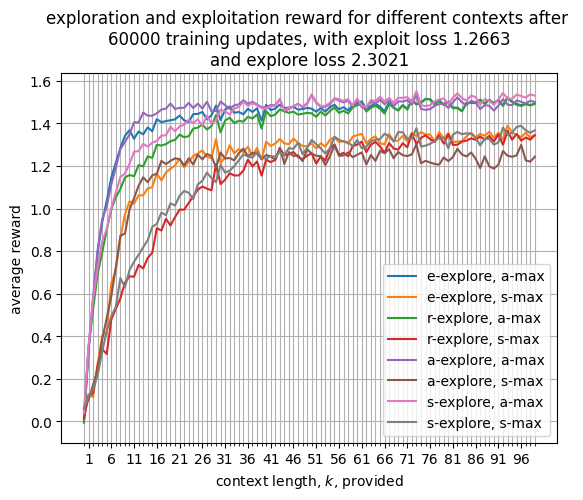 exploration and exploitation reward for different contexts after
60000 training updates, with exploit loss 1.2663
and explore loss 2.3021
1.6
1.4
1.2
1.0
0.8
0.6
0.4
0.2
0.0
average reward
e-explore, a-max
e-explore, s-max
r-explore, a-max
r-explore, s-max
a-explore, a-max
a-explore, s-max
s-explore, a-max
s-explore, s-max
1 6 11 16 21 26 31 36 41 46 51 56 61 66 71 76 81 86 91 96
context length, k, provided